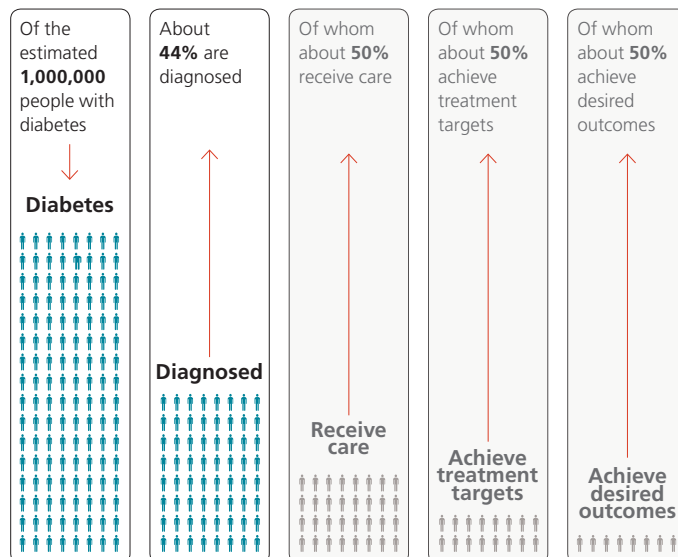 Of the
estimated
1,000,000
people with
diabetes
Diabetes
About
44% are
diagnosed
Diagnosed
Of whom
about 50%
receive care
Receive
care
Of whom
about 50%
achieve
treatment
targets
Achieve
treatment
targets
Of whom
about 50%
achieve
desired
outcomes
Achieve
desired
outcomes